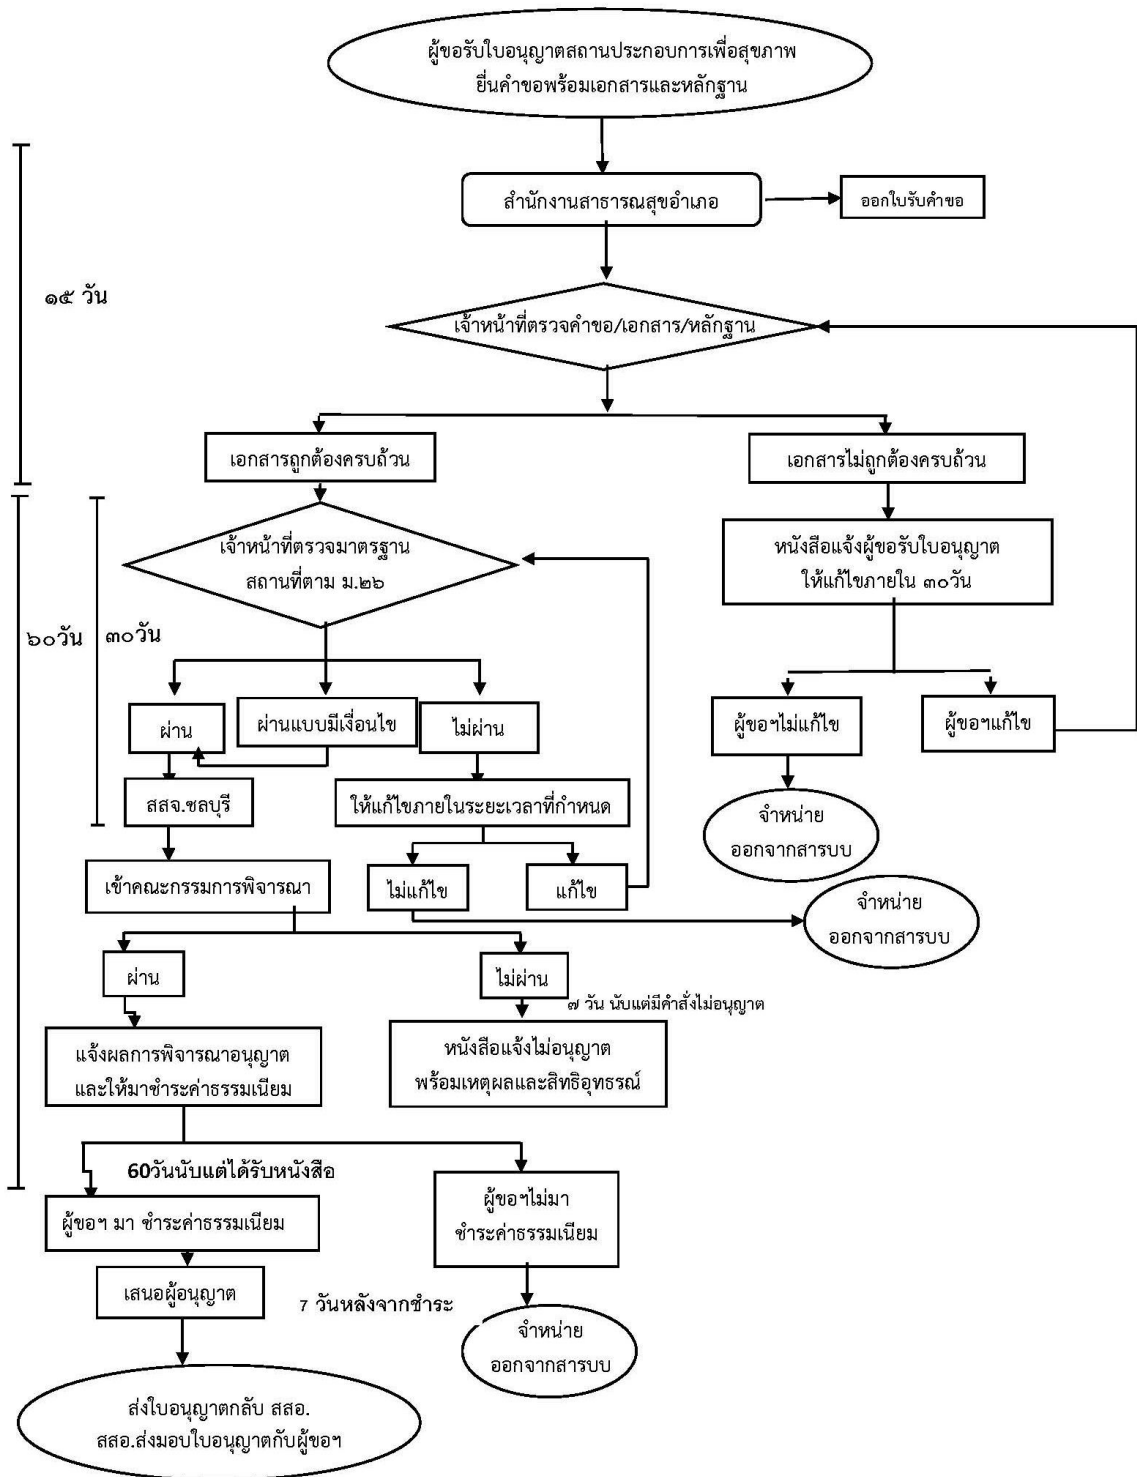 ผู้ขอรับใบอนุญาตสถานประกอบการเพื่อสุขภาพ
ยื่นคำขอพร้อมเอกสารและหลักฐาน
สำนักงานสาธารณสุขอำเภอ
ออกใบรับคำขอ
๑๕ วัน
เจ้าหน้าที่ตรวจคำขอ/เอกสาร/หลักฐาน
เอกสารถูกต้องครบถ้วน
เอกสารไม่ถูกต้องครบถ้วน
เจ้าหน้าที่ตรวจมาตรฐาน
สถานที่ตาม ม.๒๖
หนังสือแจ้งผู้ขอรับใบอนุญาต
ให้แก้ไขภายใน ๓๐วัน
๖๐วัน
๓๐วัน
ผ่าน
ผ่านแบบมีเงื่อนไข
ไม่ผ่าน
ผู้ขอฯไม่แก้ไข
ผู้ขอฯแก้ไข
สสจ.ชลบุรี
ให้แก้ไขภายในระยะเวลาที่กำหนด
จำหน่าย
ออกจากสารบบ
เข้าคณะกรรมการพิจารณา
ไม่แก้ไข
แก้ไข
จำหน่าย
ออกจากสารบบ
ผ่าน
ไม่ผ่าน
๗ วัน นับแต่มีคำสั่งไม่อนุญาต
แจ้งผลการพิจารณาอนุญาต
และให้มาชำระค่าธรรมเนียม
หนังสือแจ้งไม่อนุญาต
พร้อมเหตุผลและสิทธิอุทธรณ์
60วันนับแต่ได้รับหนังสือ
ผู้ขอฯ มา ชำระค่าธรรมเนียม
ผู้ขอฯไม่มา
ชำระค่าธรรมเนียม
เสนอผู้อนุญาต
7 วันหลังจากชำระ
จำหน่าย
ออกจากสารบบ
ส่งใบอนุญาตกลับ สสอ.
สสอ.ส่งมอบใบอนุญาตกับผู้ขอฯ